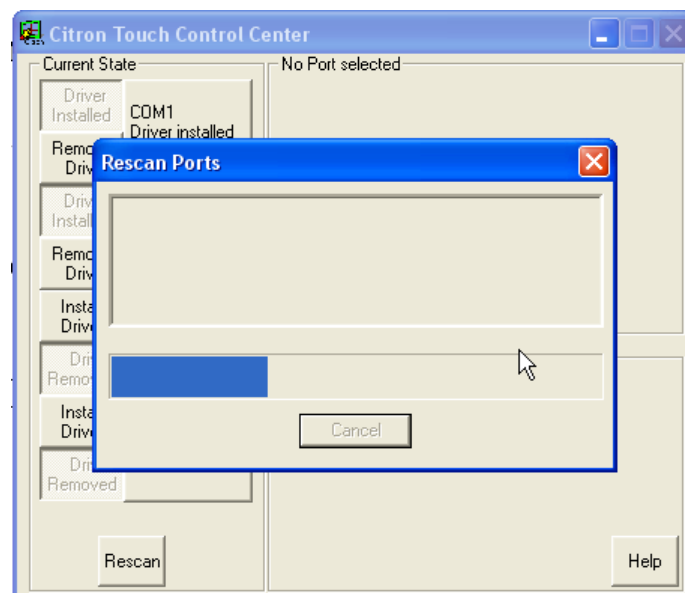 Citron Touch Control Center
Current State
No Port selected
Driver
Installed
COM1
Driver installed
Rescan Ports
Cancel
Removed
Rescan
Help